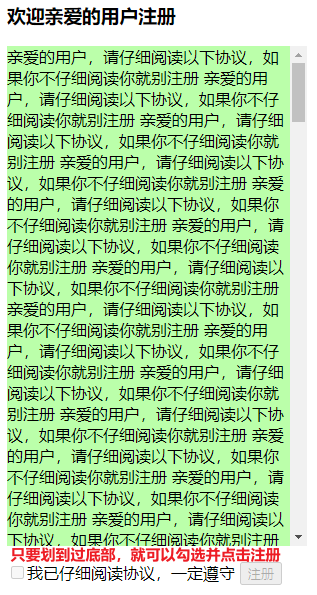 欢迎亲爱的用户注册
亲爱的用户，请仔细阅读以下协议，如
果你不仔细阅读你就别注册 亲爱的用
户，请仔细阅读以下协议，如果你不仔
细阅读你就别注册 亲爱的用户，请仔细
阅读以下协议，如果你不仔细阅读你就
别注册 亲爱的用户，请仔细阅读以下协
议，如果你不仔细阅读你就别注册 亲爱
的用户，请仔细阅读以下协议，如果你
不仔细阅读你就别注册 亲爱的用户，请
仔细阅读以下协议，如果你不仔细阅读
你就别注册 亲爱的用户，请仔细阅读以
下协议，如果你不仔细阅读你就别注册
亲爱的用户，请仔细阅读以下协议，如
果你不仔细阅读你就别注册 亲爱的用
户，请仔细阅读以下协议，如果你不仔
细阅读你就别注册 亲爱的用户，请仔细
阅读以下协议，如果你不仔细阅读你就
别注册 亲爱的用户，请仔细阅读以下协
议，如果你不仔细阅读你就别注册 亲爱
的用户，请仔细阅读以下协议，如果你
不仔细阅读你就别注册 亲爱的用户，请
仔细阅读以下协议，如果你不仔细阅读
你就别注册 亲爱的用户，请仔细阅读以
只要划到过底部，就可以勾选并点击注册
我已仔细阅读协议，一定遵守 注册